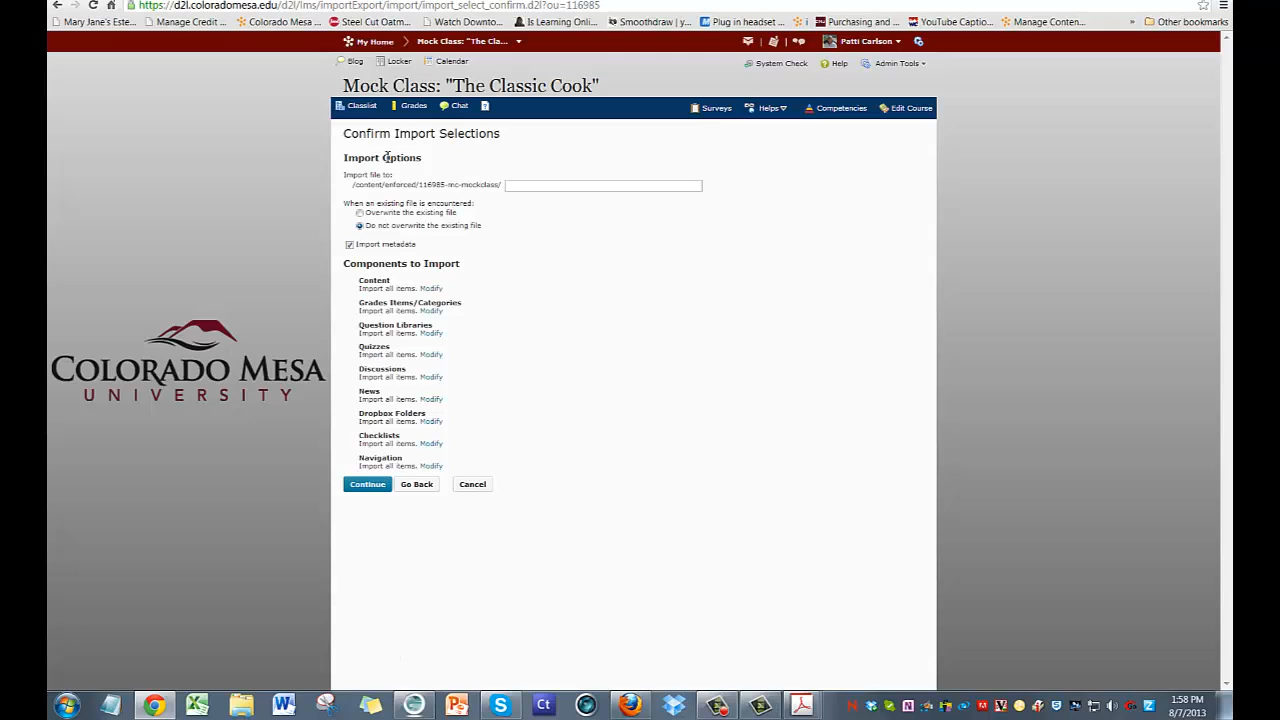 https://d2l.coloradomesa.edu/d2l/lms/importExport/import/import_select_confirm.d2l?ou=116985
Mary Jane's Este... Manage Credit ... Colorado Mesa ... Steel Cut Oatm... Watch Downto... Is Learning Onli... Smoothdraw | y... Plug in headset ... Purchasing and ... YouTube Captio... Manage Conten... » Other bookmarks
My Home Mock Class: "The Cla... Patti Carlson
Blog Locker Calendar System Check Help Admin Tools
Mock Class: "The Classic Cook"
Classlist Grades Chat Surveys Helps Competencies Edit Course
Confirm Import Selections
Import Options
Import file to:
/content/enforced/116985-mc-mockclass/
When an existing file is encountered:
Overwrite the existing file
Do not overwrite the existing file
Import metadata
Components to Import
Content
Import all items. Modify
Grades Items/Categories
Import all items. Modify
Question Libraries
Import all items. Modify
Quizzes
Import all items. Modify
Discussions
Import all items. Modify
News
Import all items. Modify
Dropbox Folders
Import all items. Modify
Checklists
Import all items. Modify
Navigation
Import all items. Modify
Continue Go Back Cancel
COLORADO MESA
UNIVERSITY
1:58 PM
8/7/2013